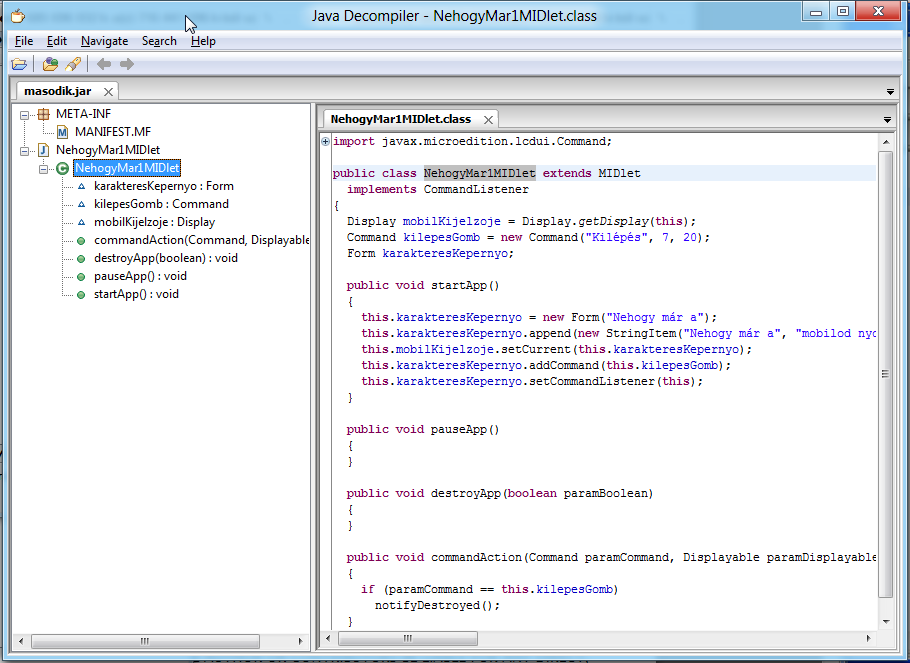 Java Decompiler - NehogyMar1MIDlet.class
File Edit Navigate Search Help
masodik.jar
META-INF
MANIFEST.MF
NehogyMar1MIDlet
NehogyMar1MIDlet
karakteresKepernyo : Form
kilepesGomb : Command
mobilKijelzoje : Display
commandAction(Command, Displayable
destroyApp(boolean) : void
pauseApp() : void
startApp() : void
NehogyMar1MIDlet.class
import javax.microedition.lcdui.Command;
public class NehogyMar1MIDlet extends MIDlet
implements CommandListener
{
Display mobilKijelzoje = Display.getDisplay(this);
Command kilepesGomb = new Command("Kilépés", 7, 20);
Form karakteresKepernyo;
public void startApp()
{
this.karakteresKepernyo = new Form("Nehogy már a");
this.karakteresKepernyo.append(new StringItem("Nehogy már a", "mobilod nyo
this.mobilKijelzoje.setCurrent(this.karakteresKepernyo);
this.karakteresKepernyo.addCommand(this.kilepesGomb);
this.karakteresKepernyo.setCommandListener(this);
}
public void pauseApp()
{
}
public void destroyApp(boolean paramBoolean)
{
}
public void commandAction(Command paramCommand, Displayable paramDisplayable
{
if (paramCommand == this.kilepesGomb)
notifyDestroyed();
}